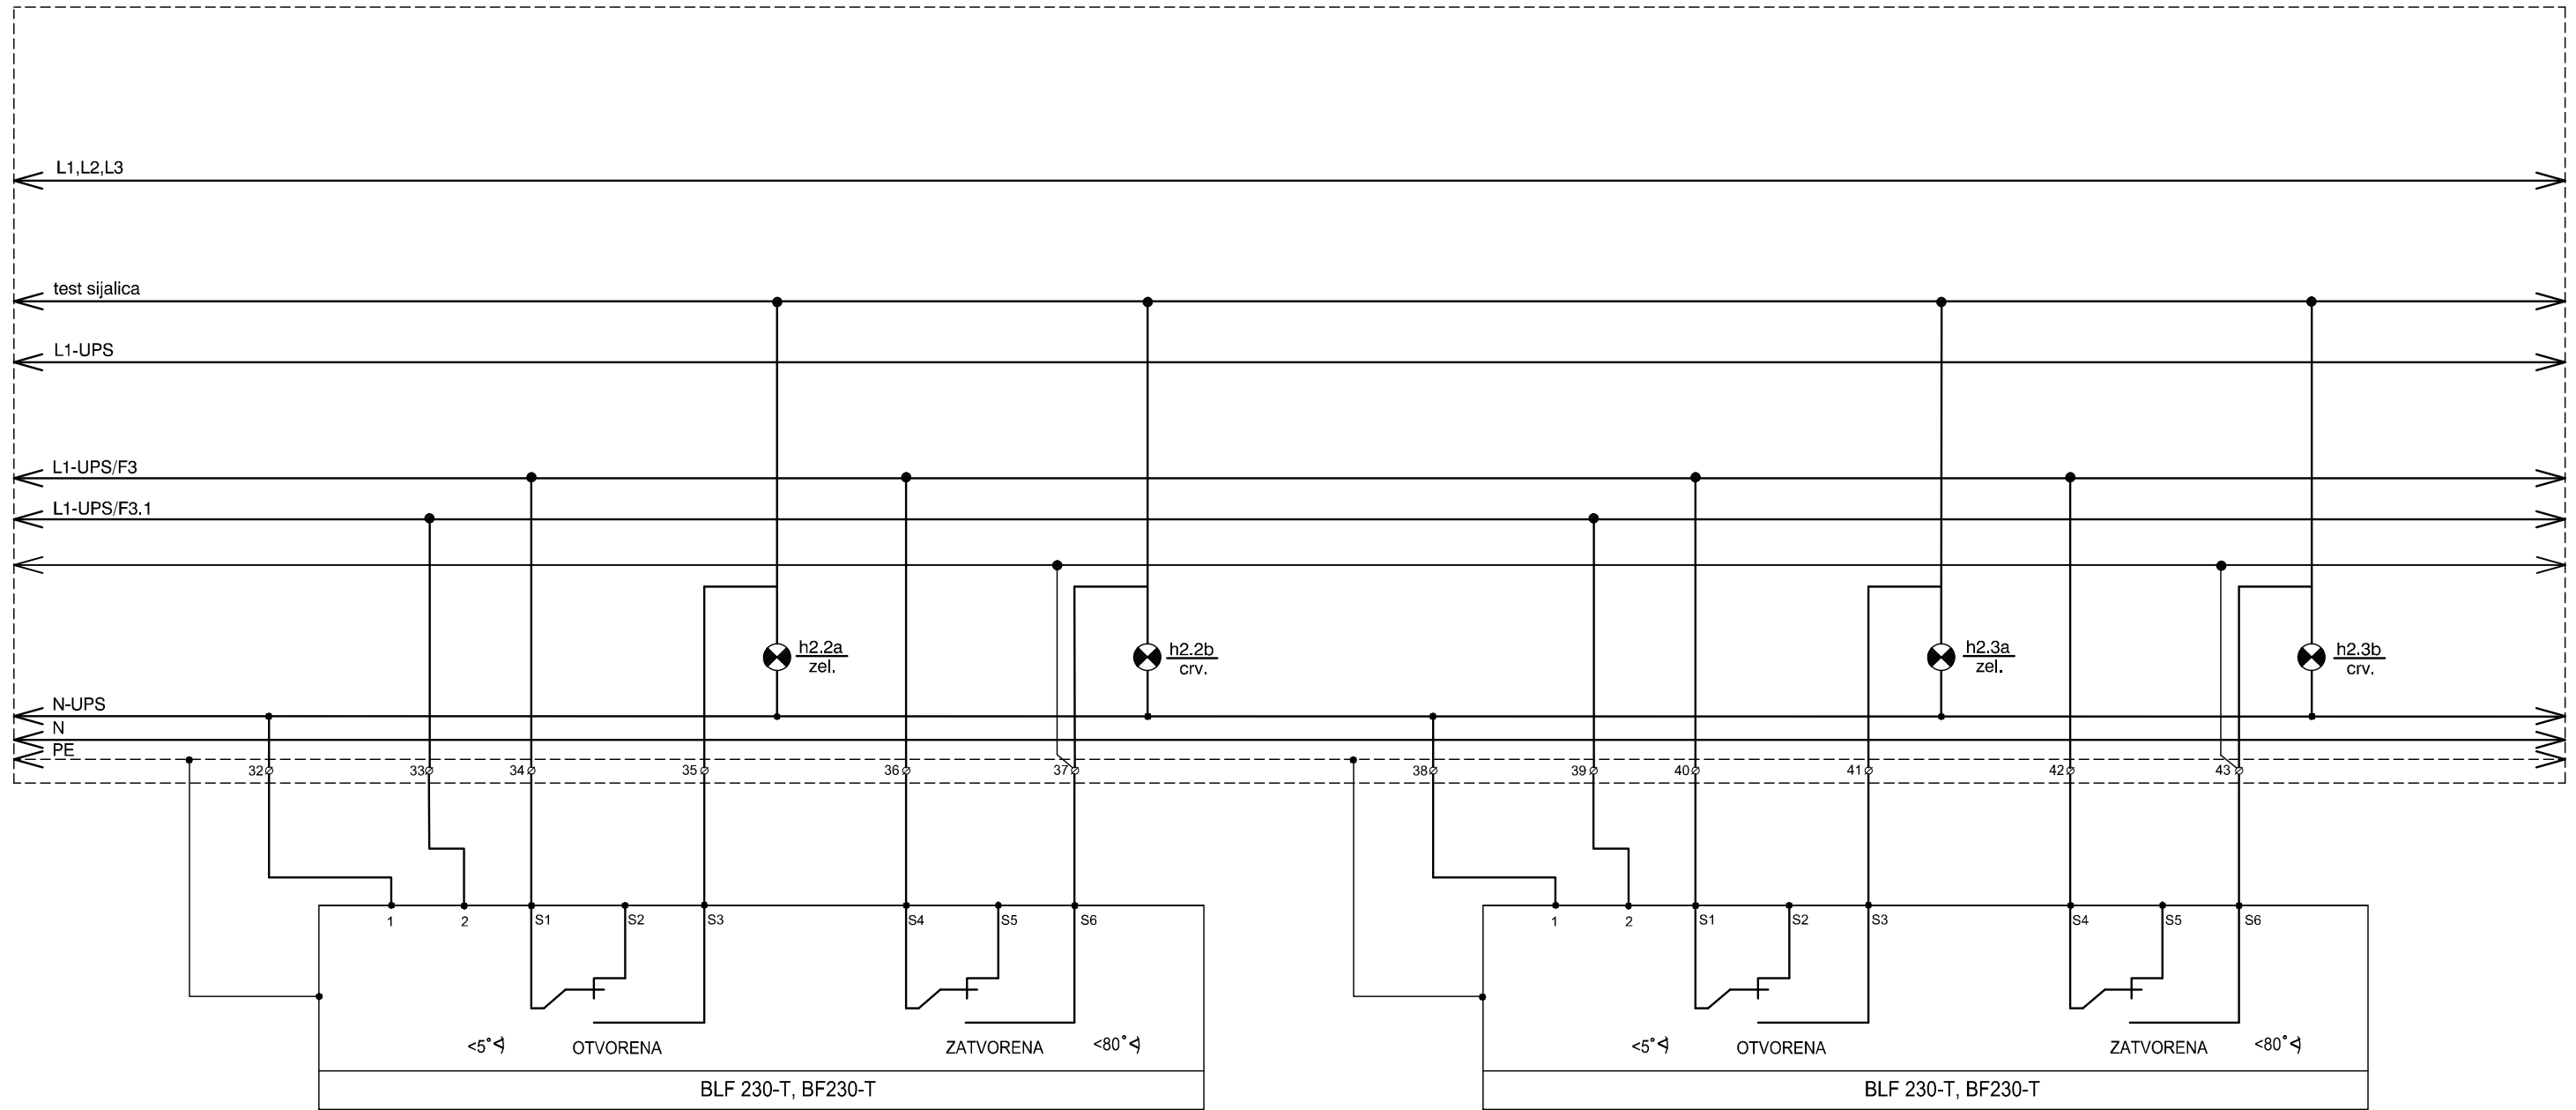 L1,L2,L3
test sijalica
L1-UPS
L1-UPS/F3
L1-UPS/F3.1
h2.2a
zel.
h2.2b
crv.
h2.3a
zel.
h2.3b
crv.
N-UPS
N
PE
32 33 34 35 36 37 38 39 40 41 42 43
1 2 S1 S2 S3 S4 S5 S6
1 2 S1 S2 S3 S4 S5 S6
<5°∢ OTVORENA ZATVORENA <80°∢
<5°∢ OTVORENA ZATVORENA <80°∢
BLF 230-T, BF230-T
BLF 230-T, BF230-T